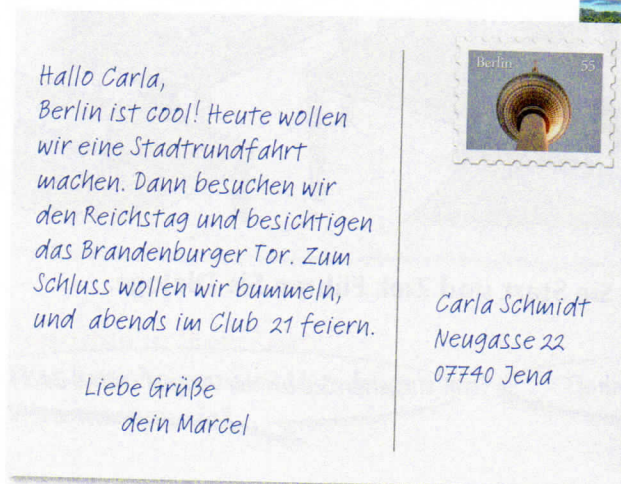 Hallo Carla,
Berlin ist cool! Heute wollen
wir eine Stadtrundfahrt
machen. Dann besuchen wir
den Reichstag und besichtigen
das Brandenburger Tor. Zum
Schluss wollen wir bummeln,
und abends im Club 21 feiern.
Liebe Grüße
dein Marcel
Berlin 55
Carla Schmidt
Neugasse 22
07740 Jena